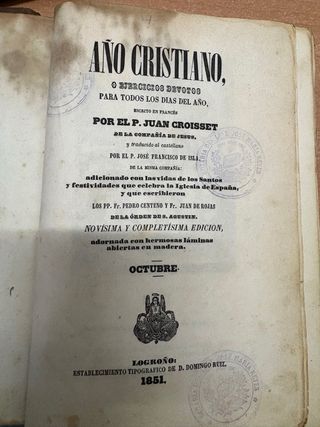 AÑO CRISTIANO,
O EJERCICIOS DEVOTOS
PARA TODOS LOS DIAS DEL AÑO,
ESCRITO EN FRANCÉS
POR EL P. JUAN CROISSET
DE LA COMPAÑÍA DE JESUS,
y traducido al castellano
POR EL P. JOSÉ FRANCISCO DE ISLA
DE LA MISMA COMPAÑÍA:
adicionado con las vidas de los Santos
y festividades que celebra la Iglesia de España,
y que escribieron
LOS PP. Fr. PEDRO CENTENO Y Fr. JUAN DE ROJAS
DE LA ÓRDEN DE S. AGUSTIN.
NOVÍSIMA Y COMPLETÍSIMA EDICION,
adornada con hermosas láminas
abiertas en madera.
OCTUBRE.
LOGROÑO:
ESTABLECIMIENTO TIPOGRAFICO DE D. DOMINGO RUIZ.
1851.